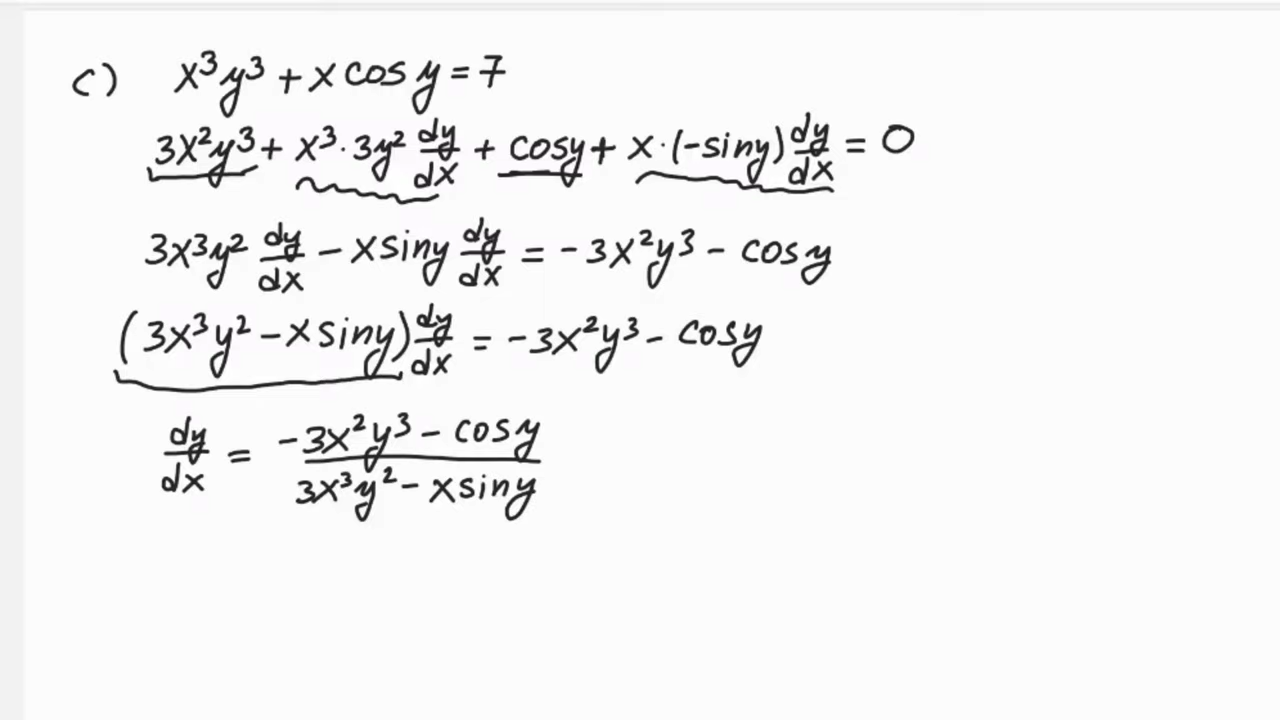 c) x³y³ + x cos y = 7
3x²y³ + x³ · 3y² dy/dx + cos y + x · (-sin y) dy/dx = 0
3x³y² dy/dx - x sin y dy/dx = -3x²y³ - cos y
(3x³y² - x sin y) dy/dx = -3x²y³ - cos y
dy/dx = (-3x²y³ - cos y)/(3x³y² - x sin y)